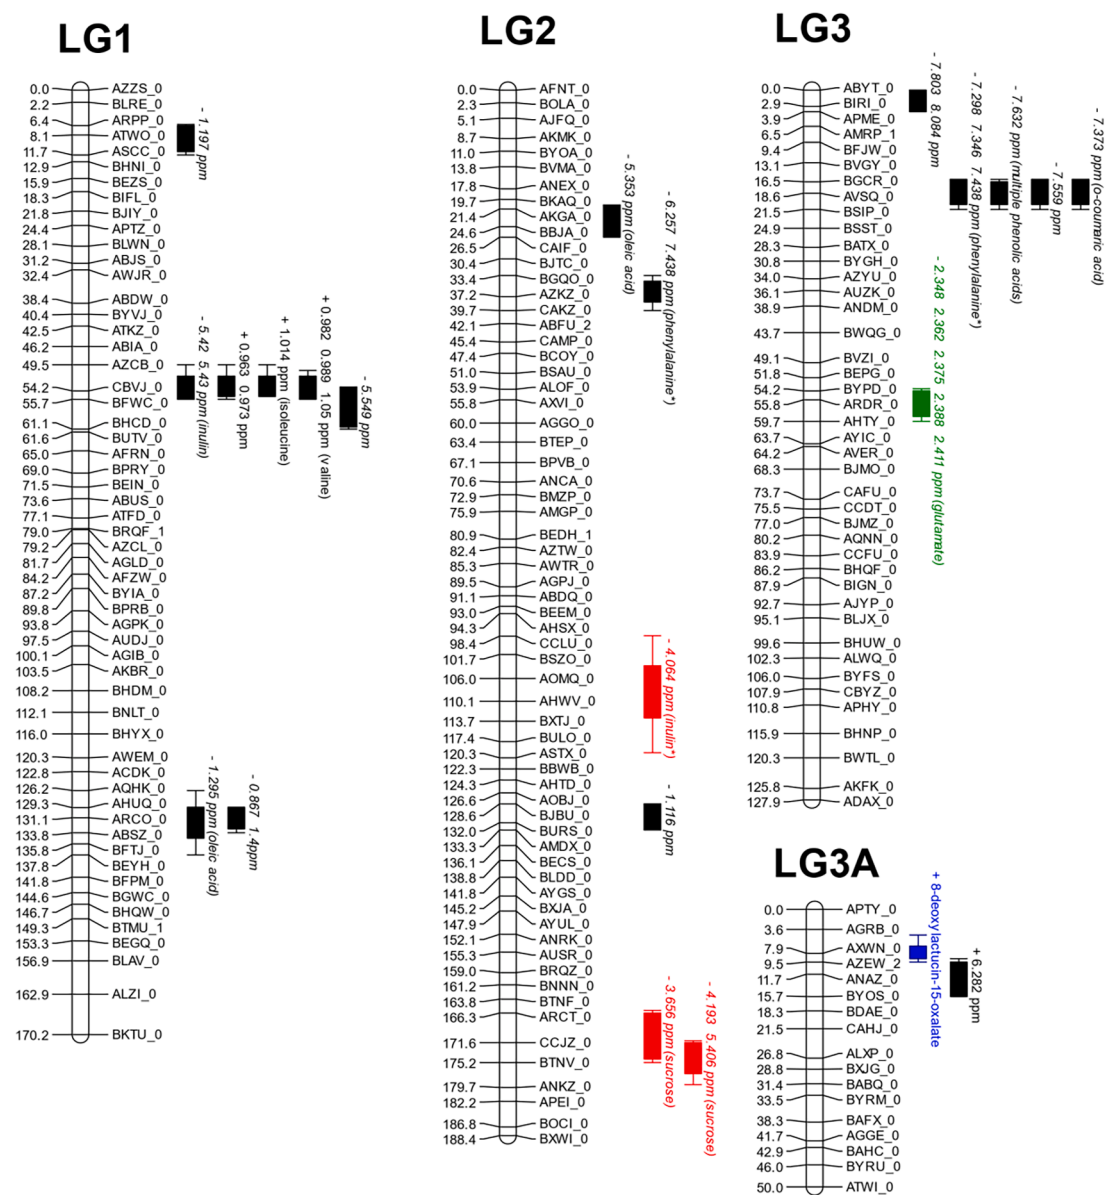 LG1
0.0 AZZS_0
2.2 BLRE_0
6.4 ARPP_0
8.1 ATWO_0
11.7 ASCC_0
12.9 BHNI_0
15.9 BEZS_0
18.3 BIFL_0
21.8 BJIY_0
24.4 APTZ_0
28.1 BLWN_0
31.2 ABJS_0
32.4 AWJR_0
38.4 ABDW_0
40.4 BYVJ_0
42.5 ATKZ_0
46.2 ABIA_0
49.5 AZCB_0
54.2 CBVJ_0
55.7 BFWC_0
61.1 BHCD_0
61.6 BUTV_0
65.0 AFRN_0
69.0 BPRY_0
71.5 BEIN_0
73.6 ABUS_0
77.1 ATFD_0
79.0 BRQF_1
79.2 AZCL_0
81.7 AGLD_0
84.2 AFZW_0
87.2 BYIA_0
89.8 BPRB_0
93.8 AGPK_0
97.5 AUDJ_0
100.1 AGIB_0
103.5 AKBR_0
108.2 BHDM_0
112.1 BNLT_0
116.0 BHYX_0
120.3 AWEM_0
122.8 ACDK_0
126.2 AQHK_0
129.3 AHUQ_0
131.1 ARCO_0
133.8 ABSZ_0
135.8 BFTJ_0
137.8 BEYH_0
141.8 BFPM_0
144.6 BGWC_0
146.7 BHQW_0
149.3 BTMU_1
153.3 BEGQ_0
156.9 BLAV_0
162.9 ALZI_0
170.2 BKTU_0
- 1.197 ppm
- 5.42 5.43 ppm (inulin)
+ 0.963 0.973 ppm
+ 1.014 ppm (isoleucine)
+ 0.982 0.989 1.05 ppm (valine)
- 5.549 ppm
- 1.295 ppm (oleic acid)
- 0.867 1.4ppm
LG2
0.0 AFNT_0
2.3 BOLA_0
5.1 AJFQ_0
8.7 AKMK_0
11.0 BYOA_0
13.8 BVMA_0
17.8 ANEX_0
19.7 BKAQ_0
21.4 AKGA_0
24.6 BBJA_0
26.5 CAIF_0
30.4 BJTC_0
33.4 BGQO_0
37.2 AZKZ_0
39.7 CAKZ_0
42.1 ABFU_2
45.4 CAMP_0
47.4 BCOY_0
51.0 BSAU_0
53.9 ALOF_0
55.8 AXVI_0
60.0 AGGO_0
63.4 BTEP_0
67.1 BPVB_0
70.6 ANCA_0
72.9 BMZP_0
75.9 AMGP_0
80.9 BEDH_1
82.4 AZTW_0
85.3 AWTR_0
89.5 AGPJ_0
91.1 ABDQ_0
93.0 BEEM_0
94.3 AHSX_0
98.4 CCLU_0
101.7 BSZO_0
106.0 AOMQ_0
110.1 AHWV_0
113.7 BXTJ_0
117.4 BULO_0
120.3 ASTX_0
122.3 BBWB_0
124.3 AHTD_0
126.6 AOBJ_0
128.6 BJBU_0
132.0 BURS_0
133.3 AMDX_0
136.1 BECS_0
138.8 BLDD_0
141.8 AYGS_0
145.2 BXJA_0
147.9 AYUL_0
152.1 ANRK_0
155.3 AUSR_0
159.0 BRQZ_0
161.2 BNNN_0
163.8 BTNF_0
166.3 ARCT_0
171.6 CCJZ_0
175.2 BTNV_0
179.7 ANKZ_0
182.2 APEI_0
186.8 BOCI_0
188.4 BXWI_0
- 5.353 ppm (oleic acid)
- 6.257 7.438 ppm (phenylalanine*)
- 4.064 ppm (inulin*)
- 1.116 ppm
- 3.656 ppm (sucrose)
- 4.193 5.406 ppm (sucrose)
LG3
0.0 ABYT_0
2.9 BIRI_0
3.9 APME_0
6.5 AMRP_1
9.4 BFJW_0
13.1 BVGY_0
16.5 BGCR_0
18.6 AVSQ_0
21.5 BSIP_0
24.9 BSST_0
28.3 BATX_0
30.8 BYGH_0
34.0 AZYU_0
36.1 AUZK_0
38.9 ANDM_0
43.7 BWQG_0
49.1 BVZI_0
51.8 BEPG_0
54.2 BYPD_0
55.8 ARDR_0
59.7 AHTY_0
63.7 AYIC_0
64.2 AVER_0
68.3 BJMO_0
73.7 CAFU_0
75.5 CCDT_0
77.0 BJMZ_0
80.2 AQNN_0
83.9 CCFU_0
86.2 BHQF_0
87.9 BIGN_0
92.7 AJYP_0
95.1 BLJX_0
99.6 BHUW_0
102.3 ALWQ_0
106.0 BYFS_0
107.9 CBYZ_0
110.8 APHY_0
115.9 BHNP_0
120.3 BWTL_0
125.8 AKFK_0
127.9 ADAX_0
- 7.803 8.084 ppm
- 7.298 7.346 7.438 ppm (phenylalanine*)
- 7.632 ppm (multiple phenolic acids)
- 7.559 ppm
- 7.373 ppm (o-coumaric acid)
- 2.348 2.362 2.375 2.388 2.411 ppm (glutamate)
LG3A
0.0 APTY_0
3.6 AGRB_0
7.9 AXWN_0
9.5 AZEW_2
11.7 ANAZ_0
15.7 BYOS_0
18.3 BDAE_0
21.5 CAHJ_0
26.8 ALXP_0
28.8 BXJG_0
31.4 BABQ_0
33.5 BYRM_0
38.3 BAFX_0
41.7 AGGE_0
42.9 BAHC_0
46.0 BYRU_0
50.0 ATWI_0
+ 8-deoxylactucin-15-oxalate
+ 6.282 ppm